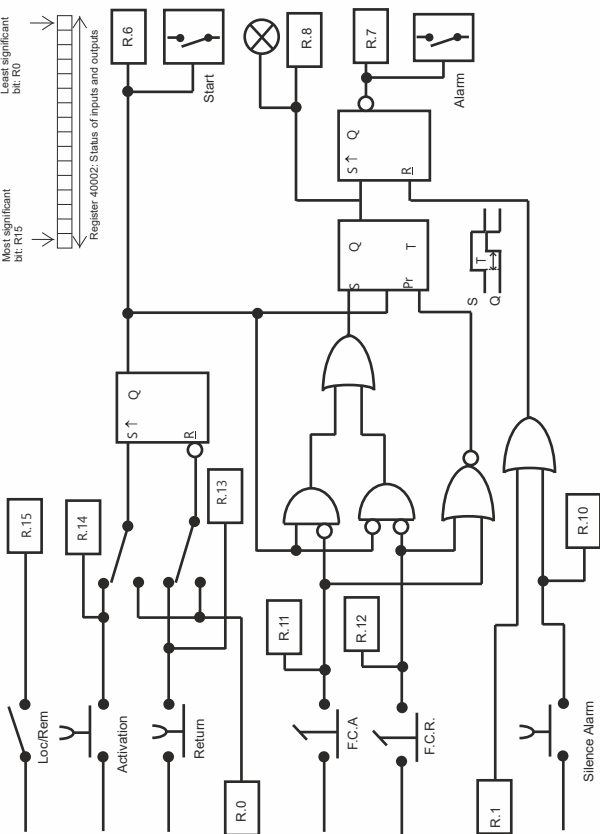 Least significant
bit: R0
Most significant
bit: R15
Register 40002: Status of inputs and outputs
R.6
Start
R.8
R.7
Alarm
S↑ Q
R
S Q
Pr T
S↑ Q
R
S
Q
T
R.15
R.14
R.13
R.11
R.12
R.10
Loc/Rem
Activation
Return
F.C.A
F.C.R.
Silence Alarm
R.0
R.1